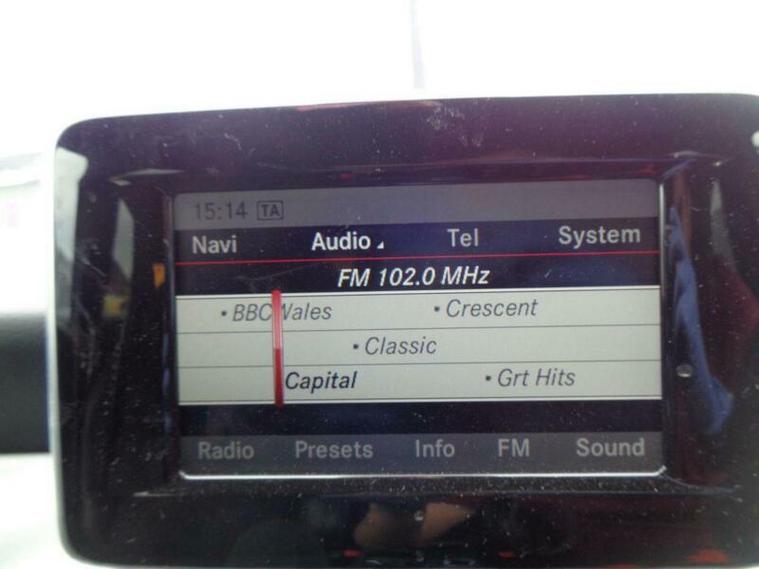 15:14 TA
Navi Audio Tel System
FM 102.0 MHz
• BBC Wales • Crescent
• Classic
Capital • Grt Hits
Radio Presets Info FM Sound